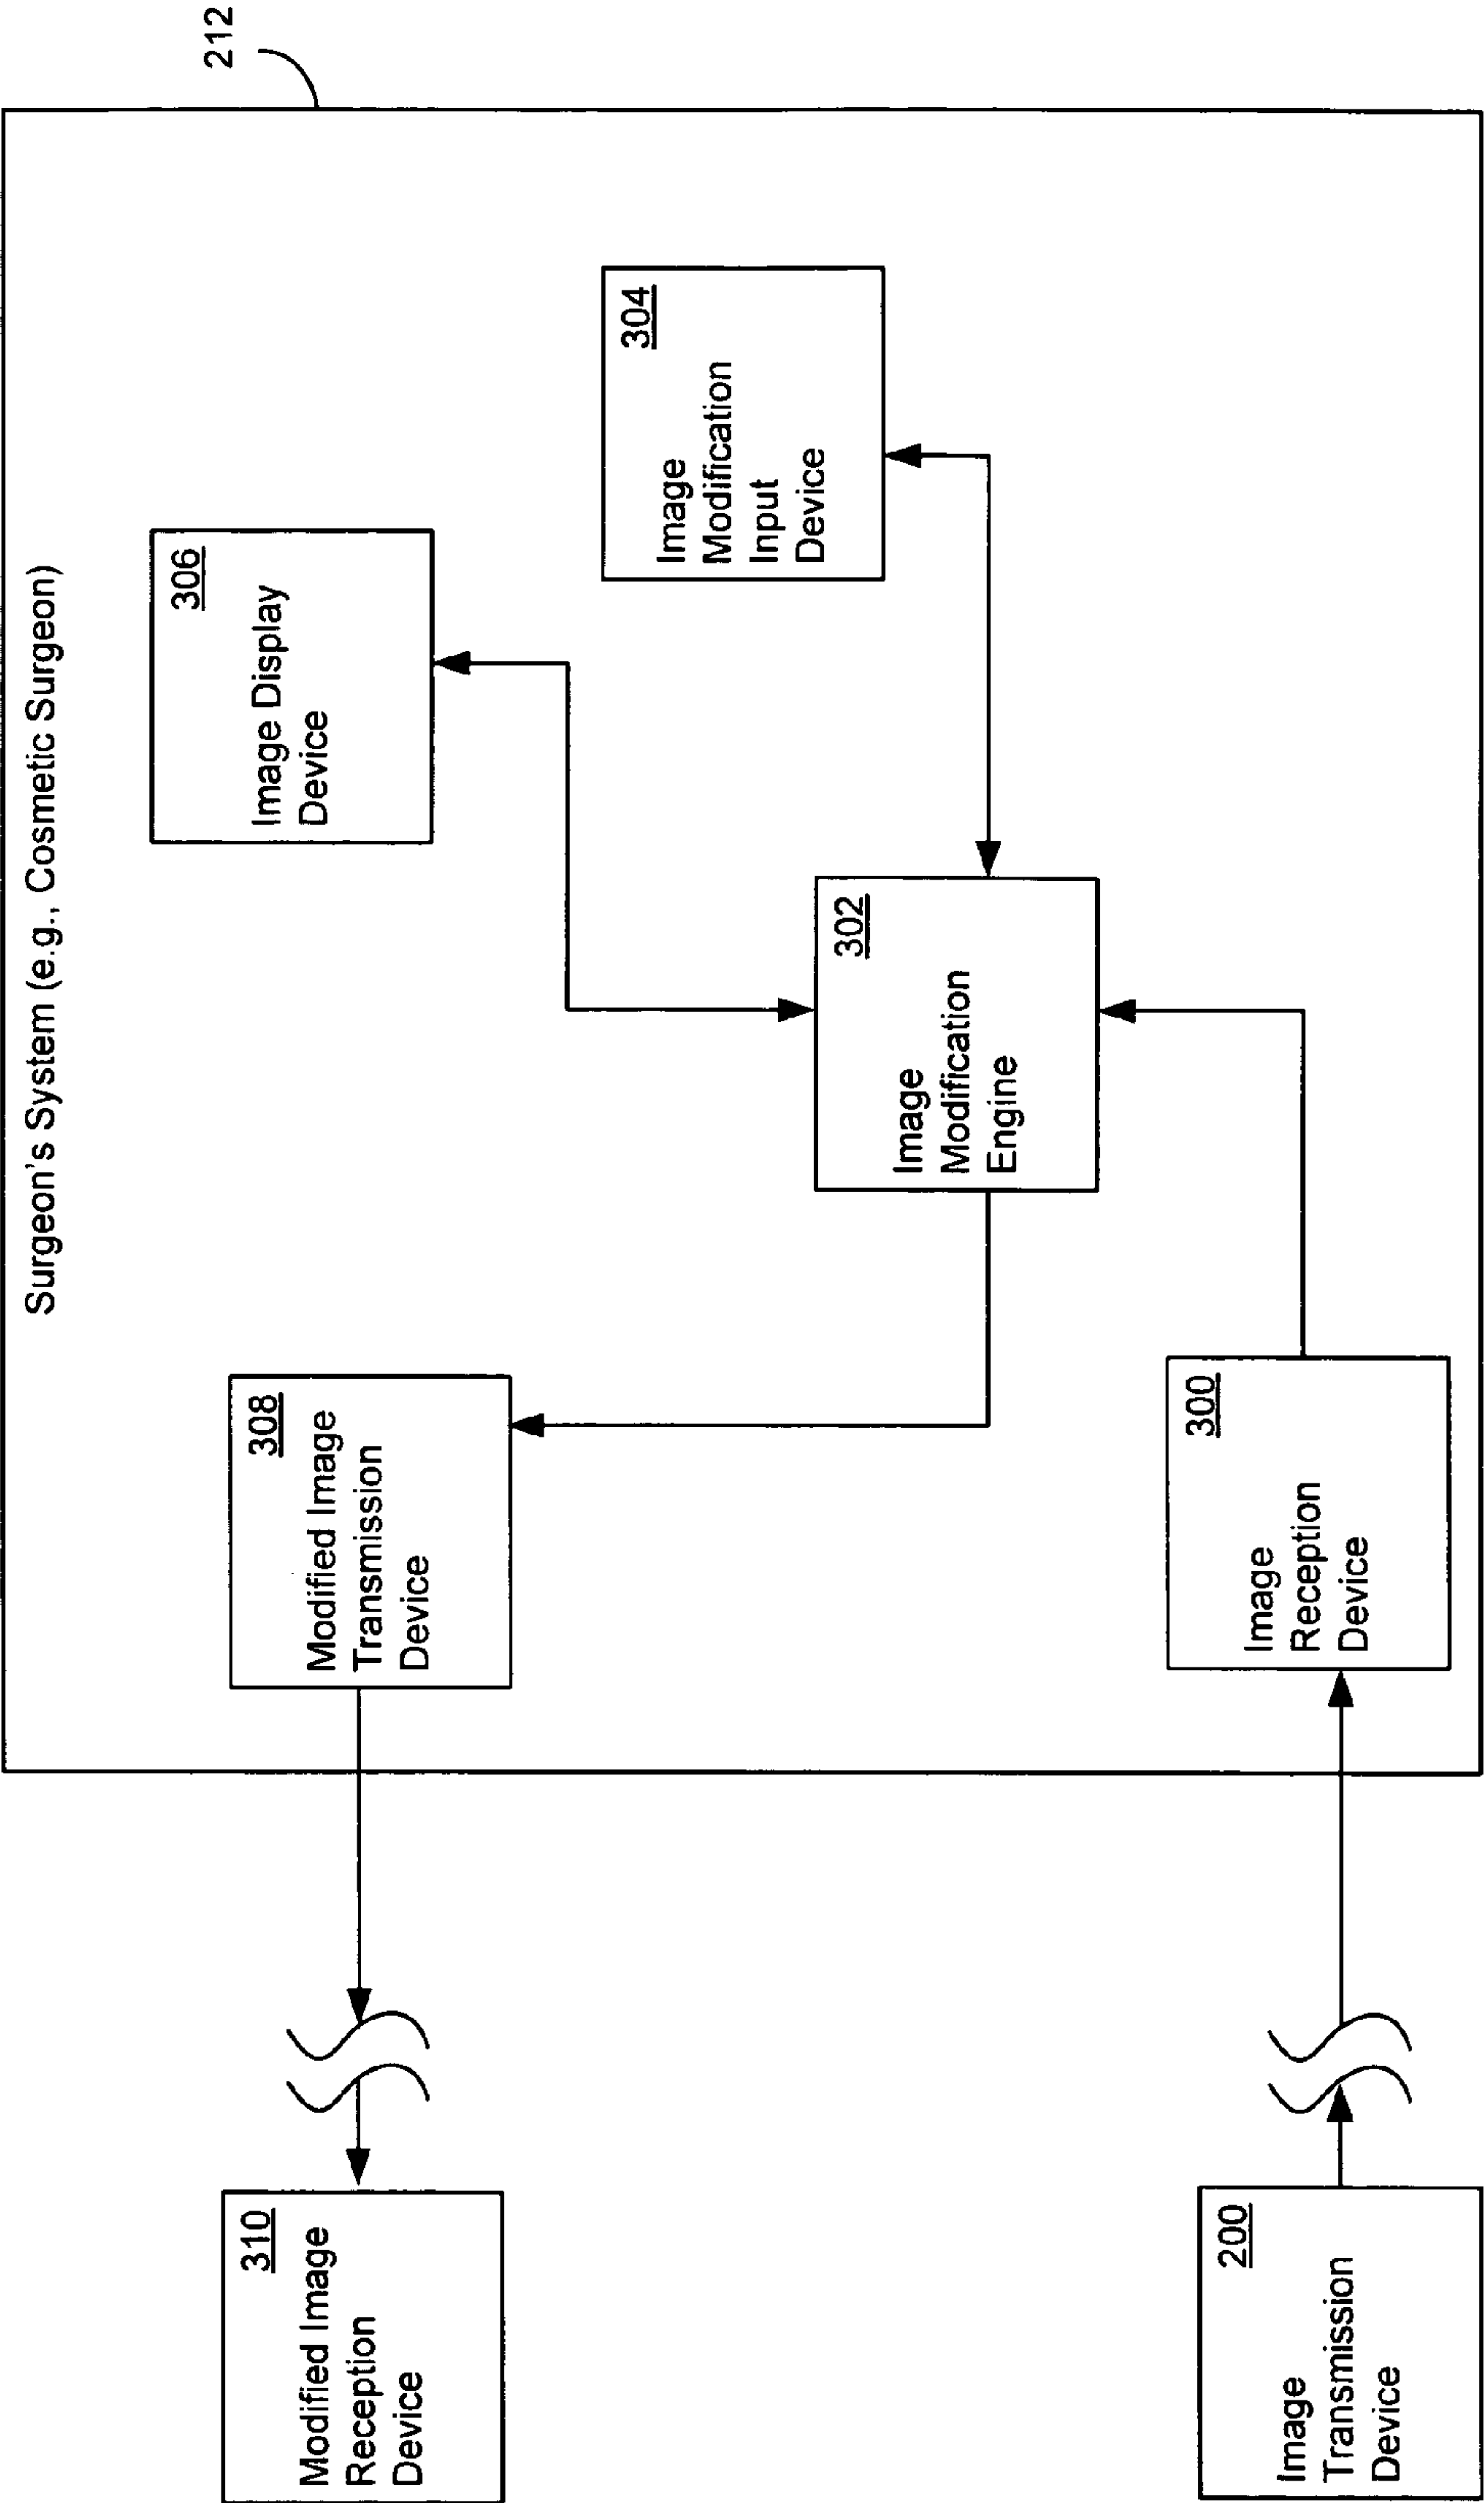 212
Surgeon's System (e.g., Cosmetic Surgeon)
310
Modified Image
Reception
Device
308
Modified Image
Transmission
Device
306
Image Display
Device
304
Image
Modification
Input
Device
302
Image
Modification
Engine
200
Image
Transmission
Device
300
Image
Reception
Device